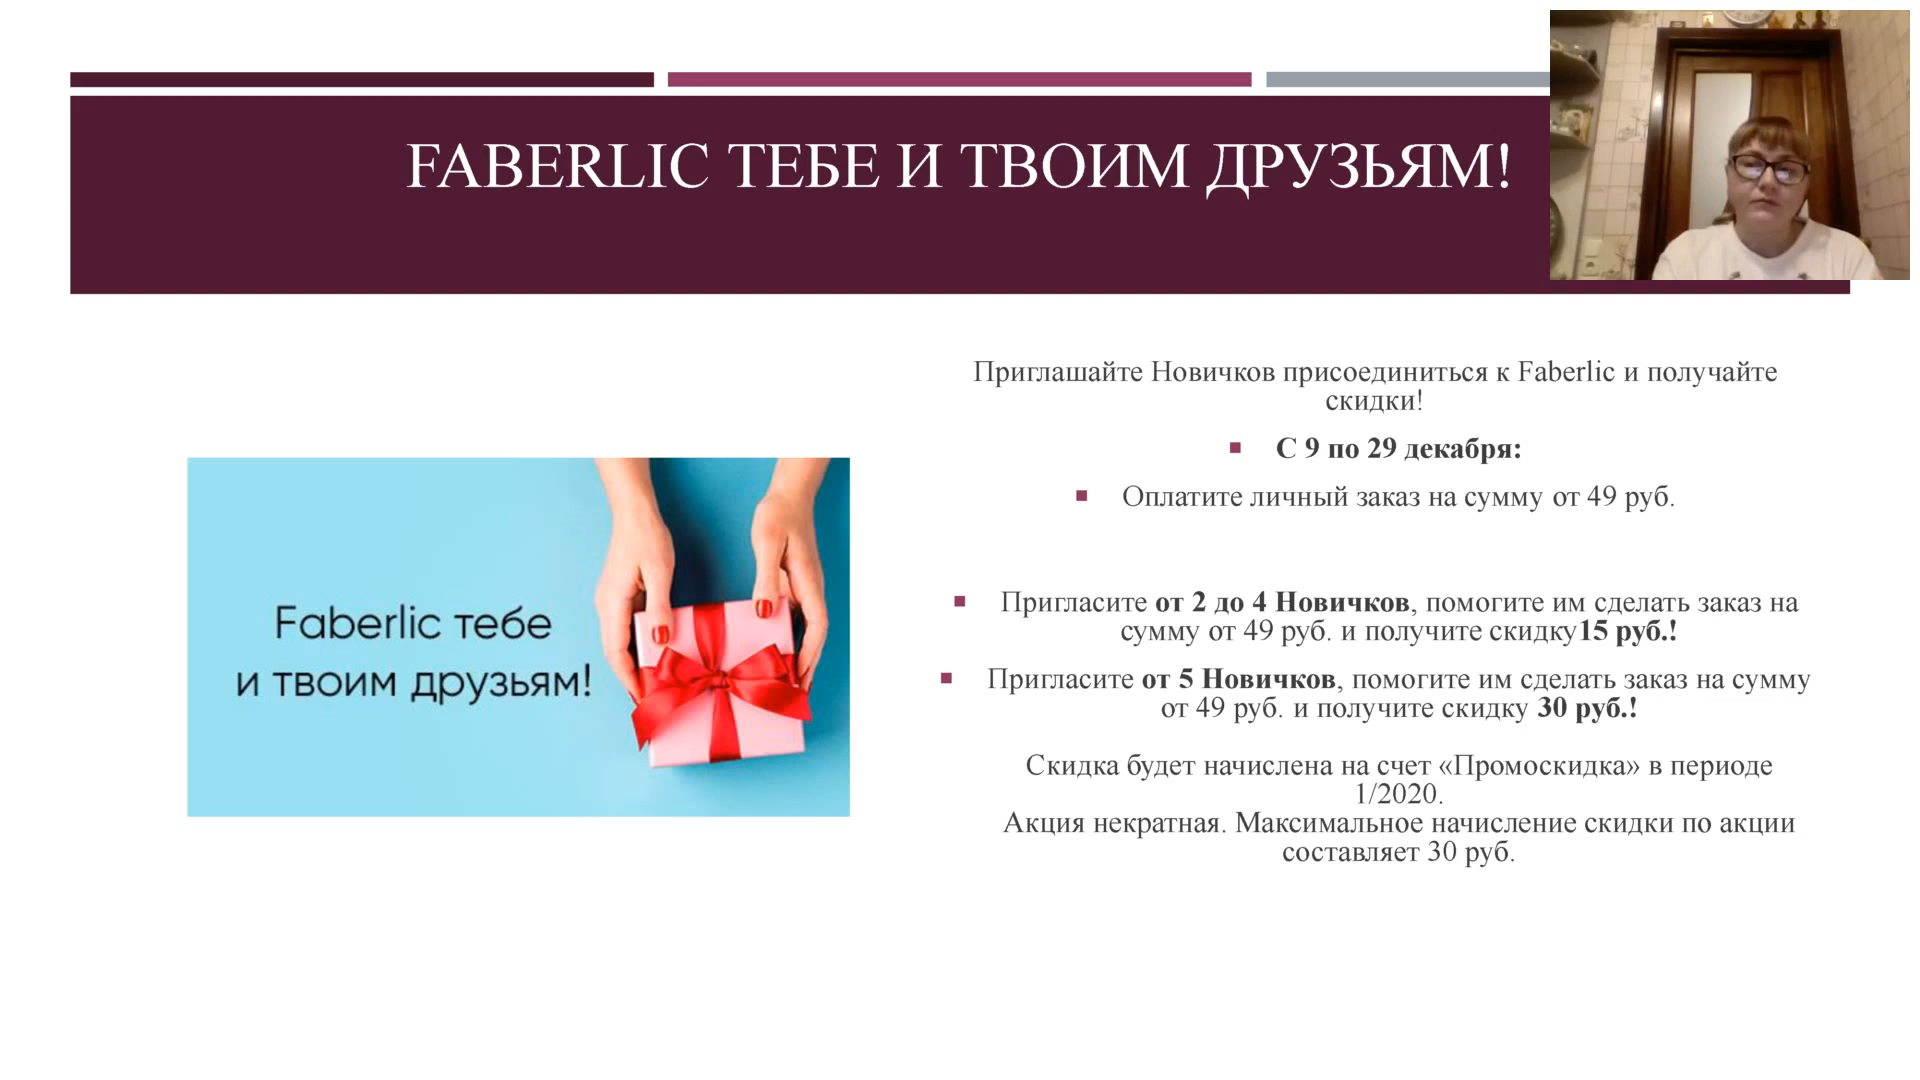 FABERLIC ТЕБЕ И ТВОИМ ДРУЗЬЯМ!
Faberlic тебе
и твоим друзьям!
Приглашайте Новичков присоединиться к Faberlic и получайте
скидки!
С 9 по 29 декабря:
Оплатите личный заказ на сумму от 49 руб.
Пригласите от 2 до 4 Новичков, помогите им сделать заказ на
сумму от 49 руб. и получите скидку15 руб.!
Пригласите от 5 Новичков, помогите им сделать заказ на сумму
от 49 руб. и получите скидку 30 руб.!
Скидка будет начислена на счет «Промоскидка» в периоде
1/2020.
Акция некратная. Максимальное начисление скидки по акции
составляет 30 руб.